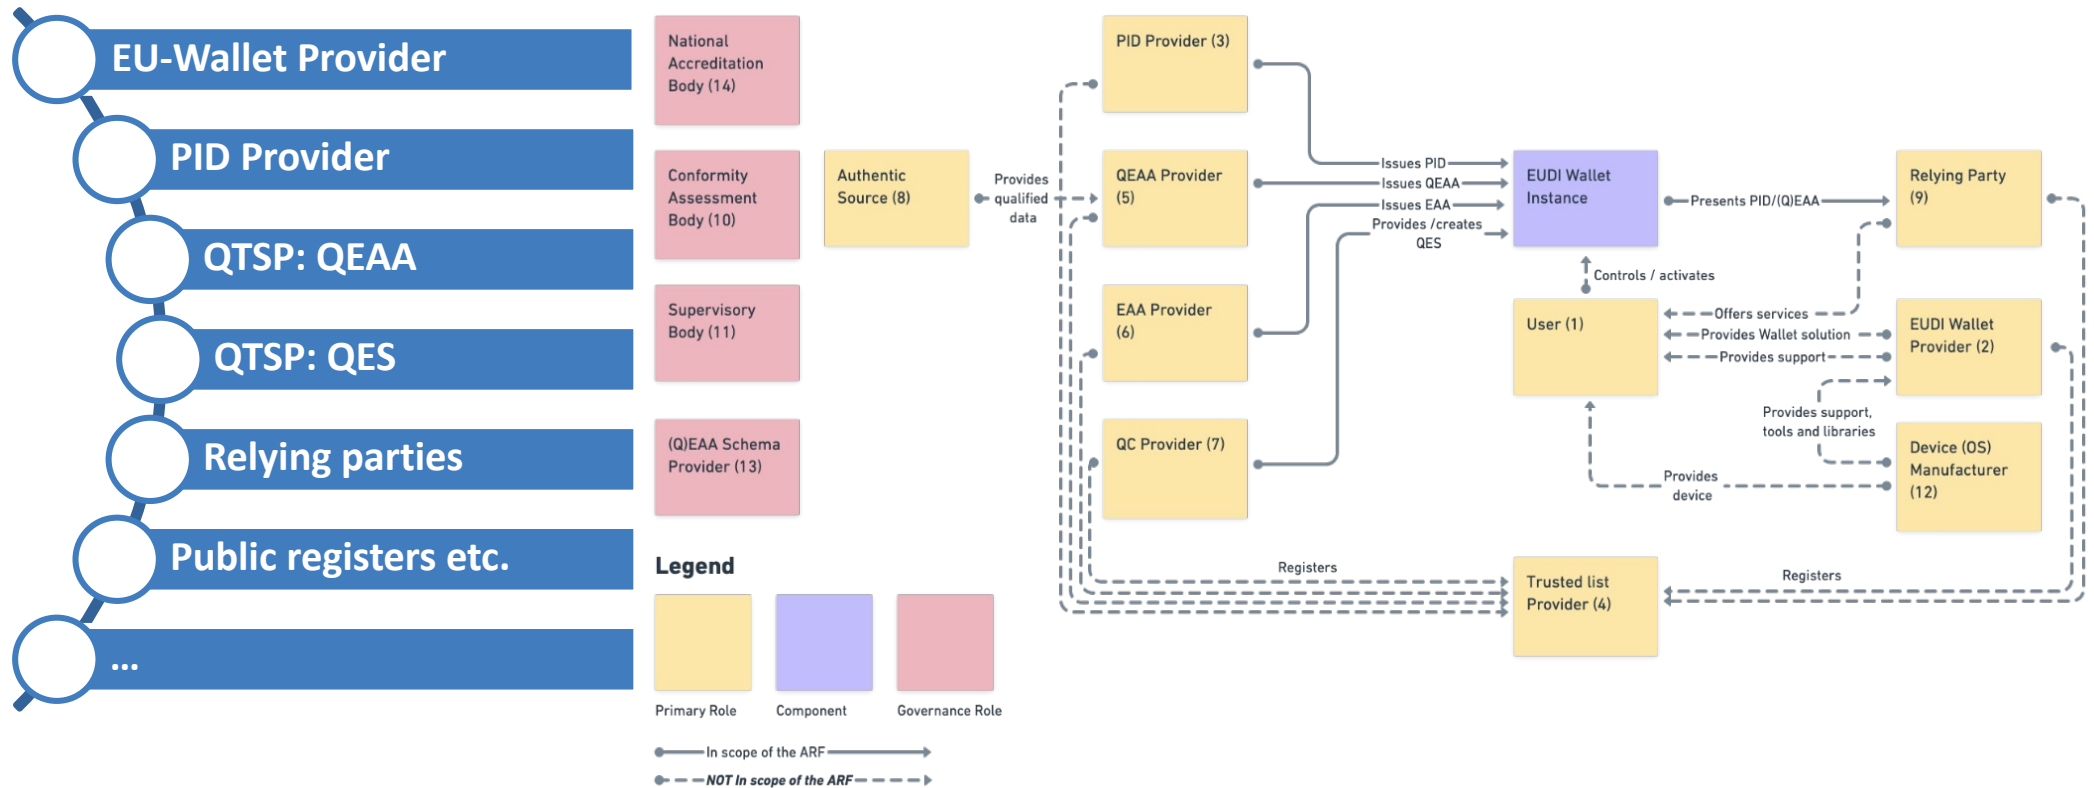 EU-Wallet Provider
PID Provider
QTSP: QEAA
QTSP: QES
Relying parties
Public registers etc.
...
National
Accreditation
Body (14)
Conformity
Assessment
Body (10)
Supervisory
Body (11)
(Q)EAA Schema
Provider (13)
Authentic
Source (8)
Provides
qualified
data
PID Provider (3)
QEAA Provider
(5)
EAA Provider
(6)
QC Provider (7)
Issues PID
Issues QEAA
Issues EAA
Provides /creates
QES
EUDI Wallet
Instance
Presents PID/(Q)EAA
Relying Party
(9)
Controls / activates
User (1)
Offers services
Provides Wallet solution
Provides support
EUDI Wallet
Provider (2)
Provides support,
tools and libraries
Device (OS)
Manufacturer
(12)
Provides
device
Registers
Trusted list
Provider (4)
Registers
Legend
Primary Role
Component
Governance Role
In scope of the ARF
NOT In scope of the ARF